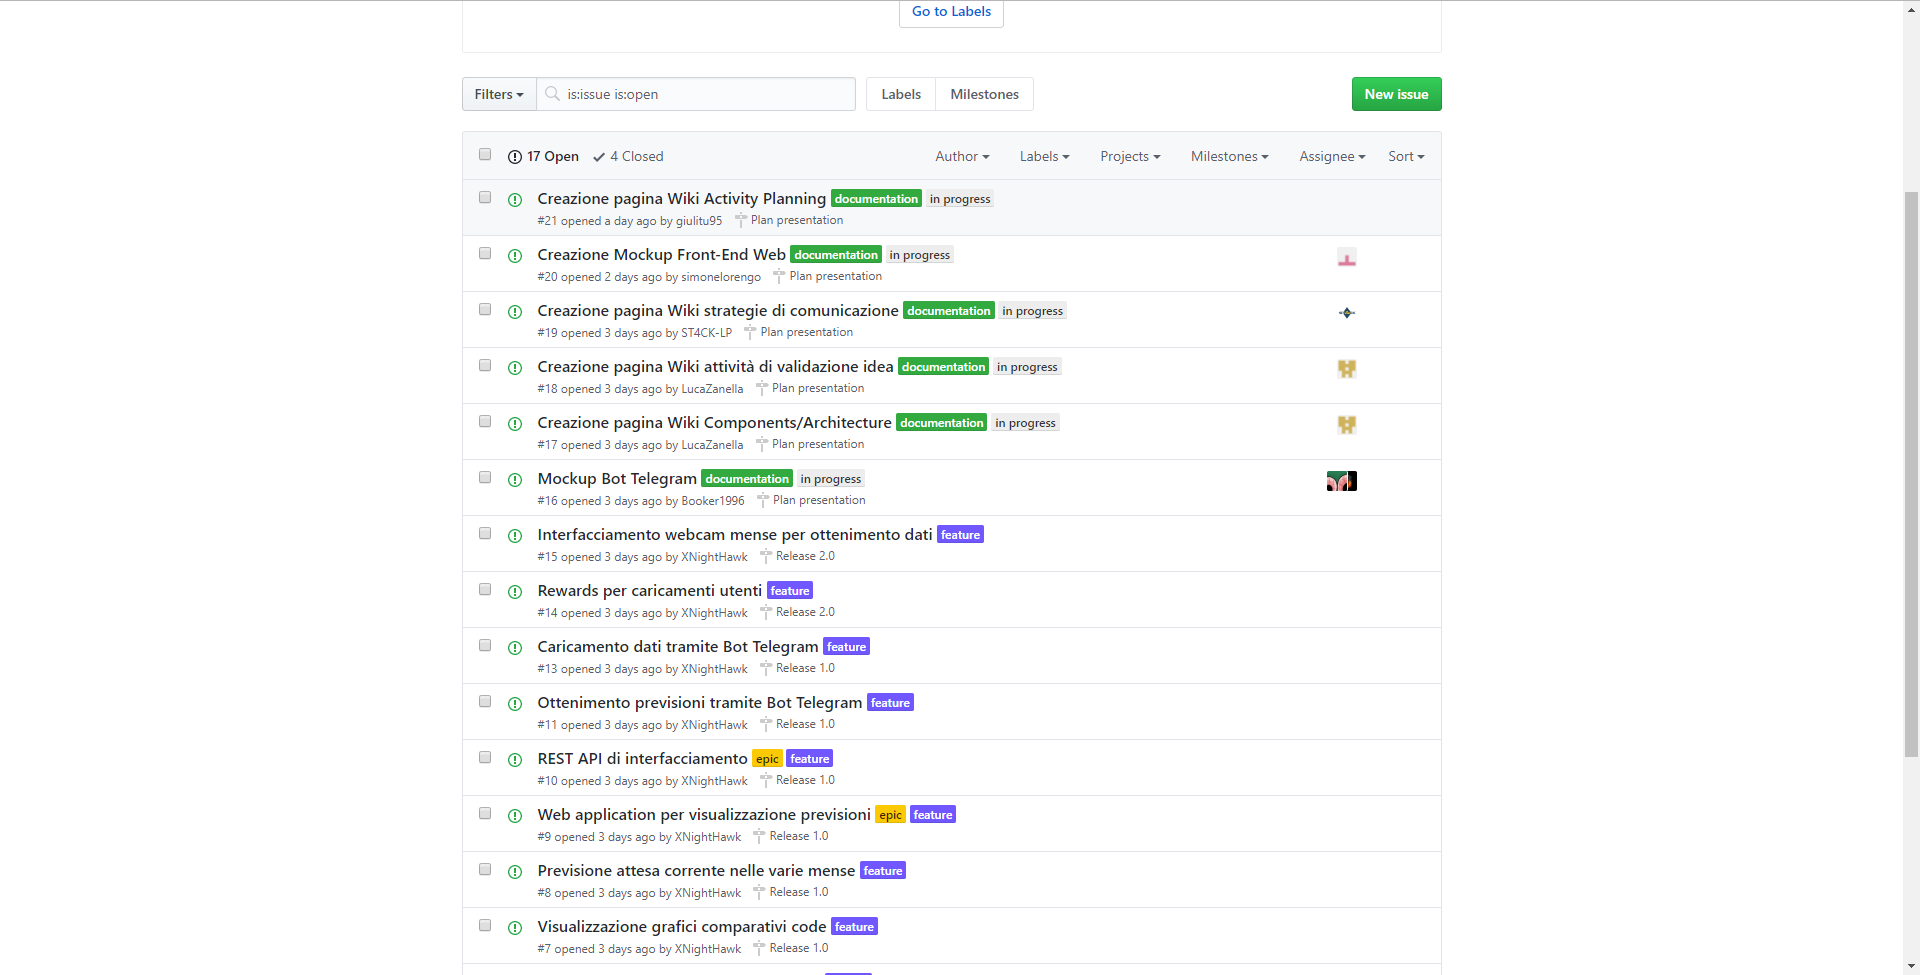 Go to Labels
Filters is:issue is:open Labels Milestones New issue
17 Open 4 Closed Author Labels Projects Milestones Assignee Sort
Creazione pagina Wiki Activity Planning documentation in progress
#21 opened a day ago by giulitu95 Plan presentation
Creazione Mockup Front-End Web documentation in progress
#20 opened 2 days ago by simonelorengo Plan presentation
Creazione pagina Wiki strategie di comunicazione documentation in progress
#19 opened 3 days ago by ST4CK-LP Plan presentation
Creazione pagina Wiki attività di validazione idea documentation in progress
#18 opened 3 days ago by LucaZanella Plan presentation
Creazione pagina Wiki Components/Architecture documentation in progress
#17 opened 3 days ago by LucaZanella Plan presentation
Mockup Bot Telegram documentation in progress
#16 opened 3 days ago by Booker1996 Plan presentation
Interfacciamento webcam mense per ottenimento dati feature
#15 opened 3 days ago by XNightHawk Release 2.0
Rewards per caricamenti utenti feature
#14 opened 3 days ago by XNightHawk Release 2.0
Caricamento dati tramite Bot Telegram feature
#13 opened 3 days ago by XNightHawk Release 1.0
Ottenimento previsioni tramite Bot Telegram feature
#11 opened 3 days ago by XNightHawk Release 1.0
REST API di interfacciamento epic feature
#10 opened 3 days ago by XNightHawk Release 1.0
Web application per visualizzazione previsioni epic feature
#9 opened 3 days ago by XNightHawk Release 1.0
Previsione attesa corrente nelle varie mense feature
#8 opened 3 days ago by XNightHawk Release 1.0
Visualizzazione grafici comparativi code feature
#7 opened 3 days ago by XNightHawk Release 1.0